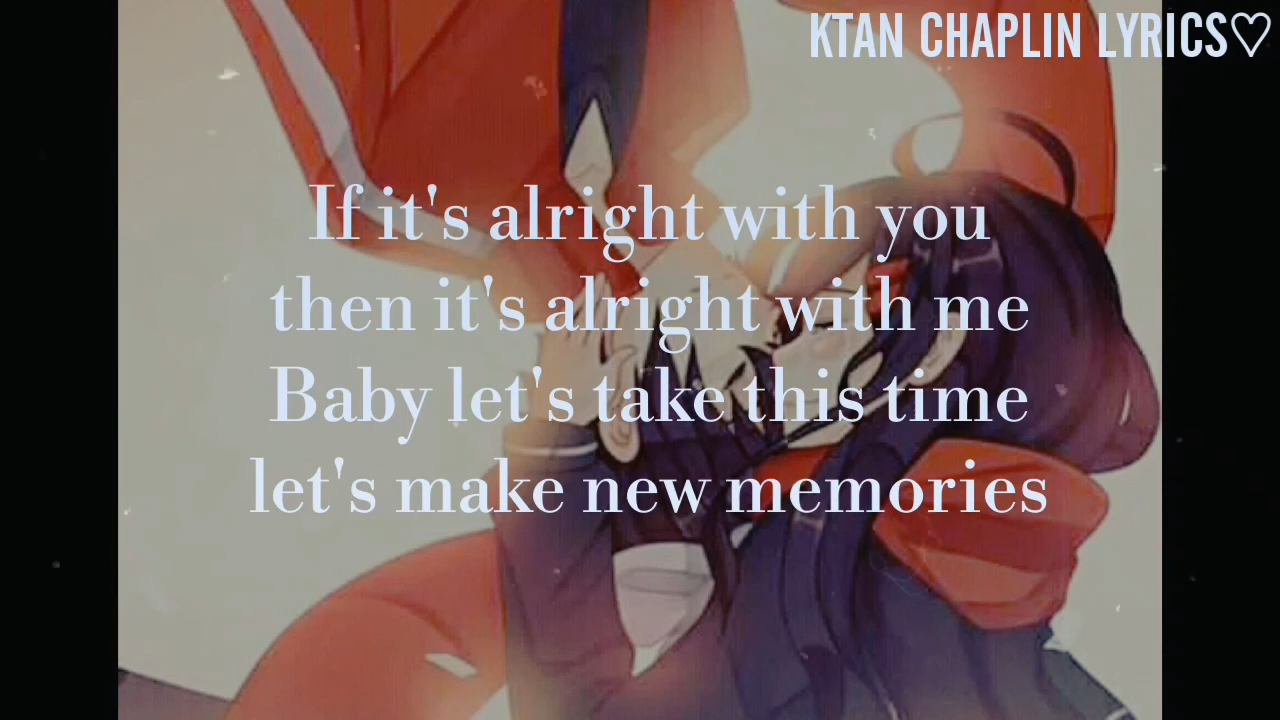 KTAN CHAPLIN LYRICS♡
If it's alright with you
then it's alright with me
Baby let's take this time
let's make new memories